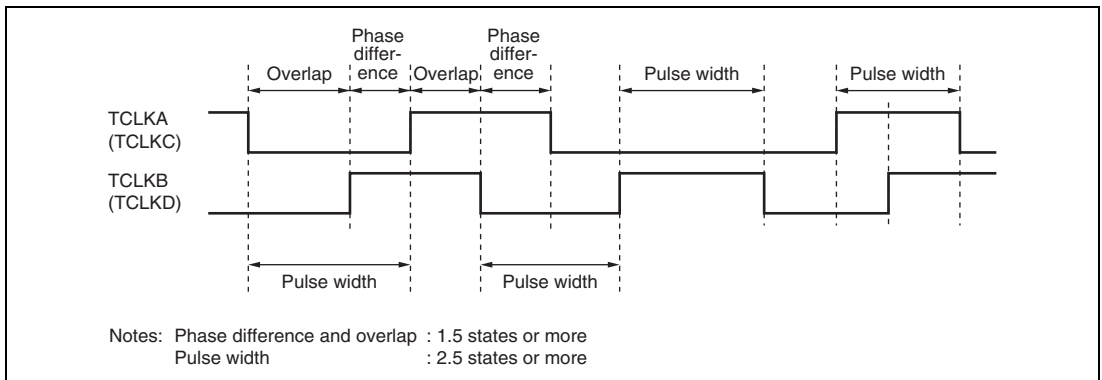 Phase
differ-
ence
Phase
differ-
ence
Overlap
Overlap
Pulse width
Pulse width
TCLKA
(TCLKC)
TCLKB
(TCLKD)
Pulse width
Pulse width
Notes: Phase difference and overlap : 1.5 states or more
Pulse width : 2.5 states or more